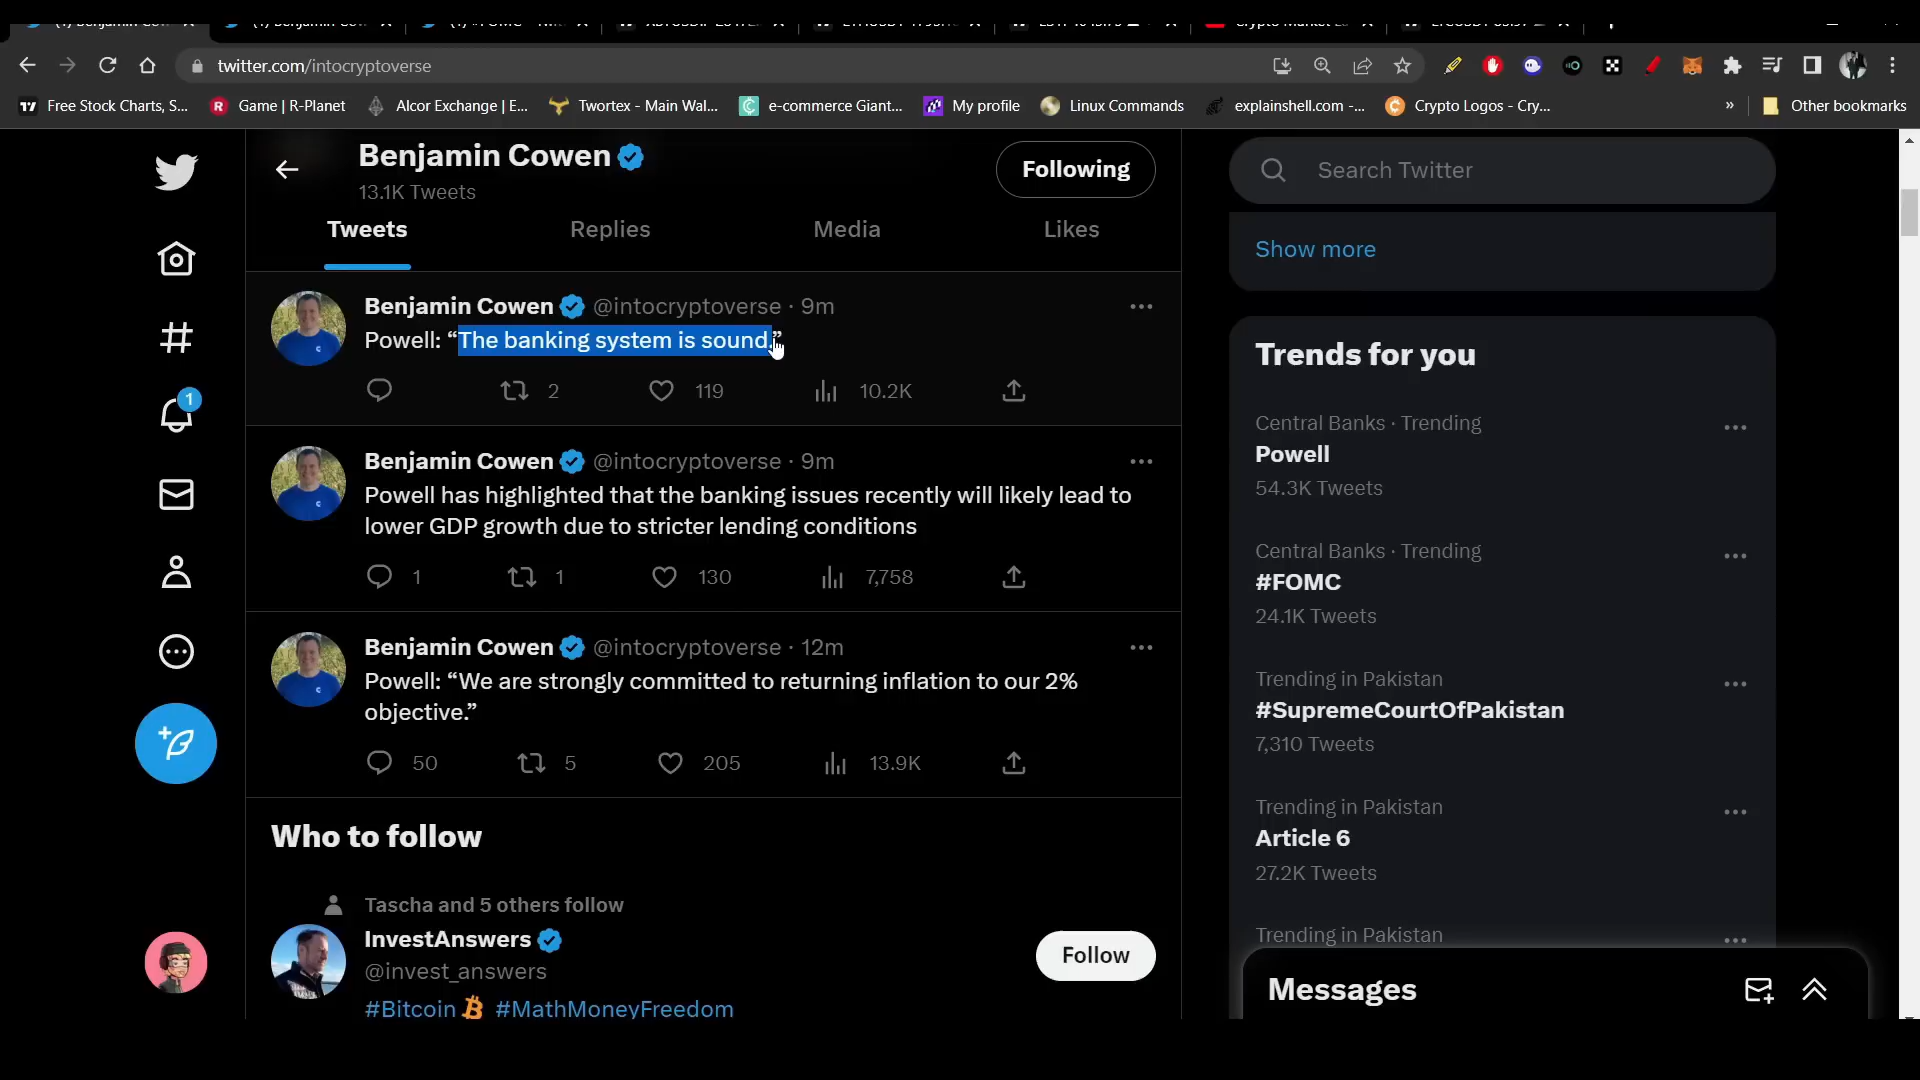 twitter.com/intocryptoverse
Free Stock Charts, S...
Game | R-Planet
Alcor Exchange | E...
Twortex - Main Wal...
e-commerce Giant...
My profile
Linux Commands
explainshell.com -...
Crypto Logos - Cry...
»
Other bookmarks
Benjamin Cowen
13.1K Tweets
Following
Search Twitter
Tweets
Replies
Media
Likes
Show more
Benjamin Cowen @intocryptoverse · 9m
Powell: “The banking system is sound.”
2
119
10.2K
Benjamin Cowen @intocryptoverse · 9m
Powell has highlighted that the banking issues recently will likely lead to
lower GDP growth due to stricter lending conditions
1
1
130
7,758
Benjamin Cowen @intocryptoverse · 12m
Powell: “We are strongly committed to returning inflation to our 2%
objective.”
50
5
205
13.9K
Who to follow
Tascha and 5 others follow
InvestAnswers
@invest_answers
#Bitcoin #MathMoneyFreedom
Follow
1
Trends for you
Central Banks · Trending
Powell
54.3K Tweets
Central Banks · Trending
#FOMC
24.1K Tweets
Trending in Pakistan
#SupremeCourtOfPakistan
7,310 Tweets
Trending in Pakistan
Article 6
27.2K Tweets
Trending in Pakistan
Messages